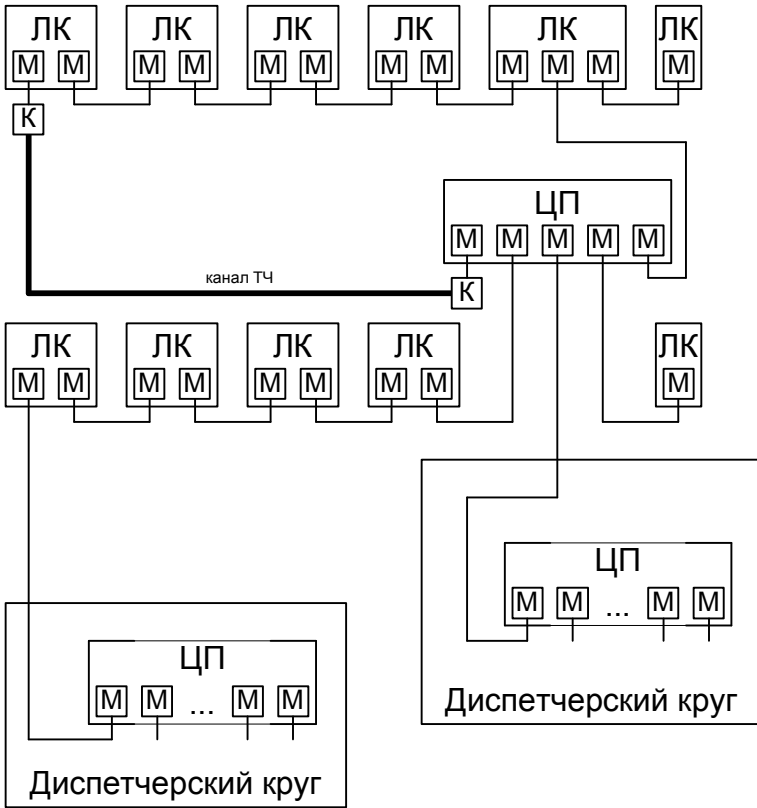 ЛК ЛК ЛК ЛК ЛК ЛК
М М М М М М М М М М М М
К
ЦП
М М М М М
канал ТЧ
К
ЛК ЛК ЛК ЛК ЛК
М М М М М М М М М
ЦП
М М ... М М
Диспетчерский круг
ЦП
М М ... М М
Диспетчерский круг